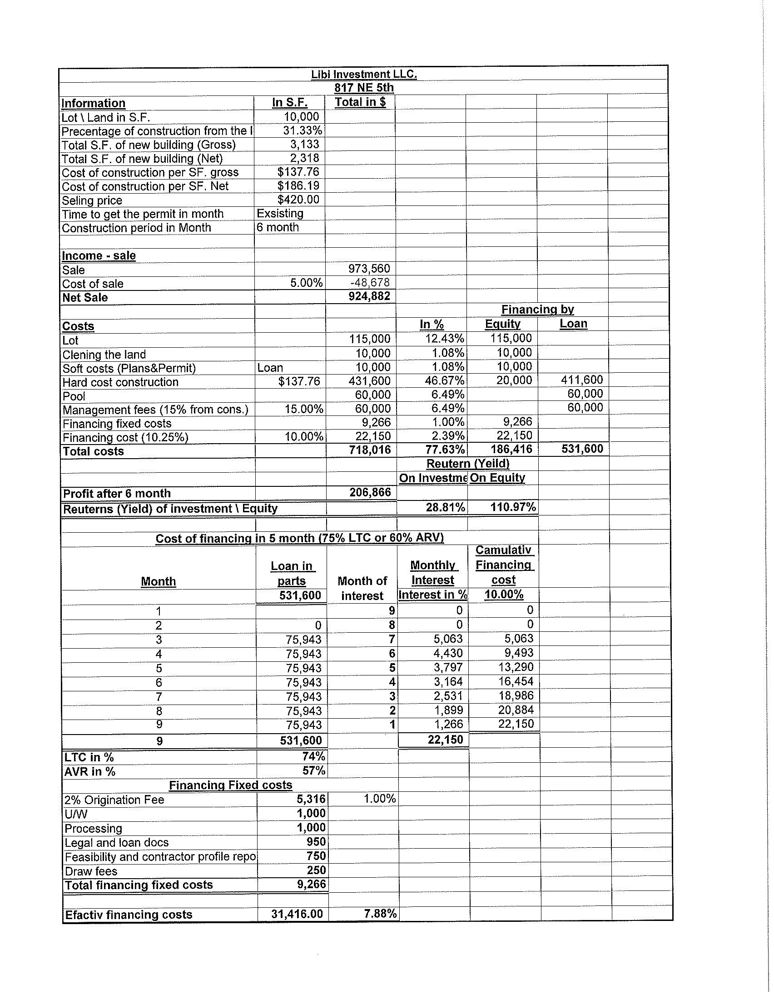 Libi Investment LLC.
817 NE 5th
Information In S.F. Total in $
Lot \ Land in S.F. 10,000
Precentage of construction from the l 31.33%
Total S.F. of new building (Gross) 3,133
Total S.F. of new building (Net) 2,318
Cost of construction per SF. gross $137.76
Cost of construction per SF. Net $186.19
Seling price $420.00
Time to get the permit in month Exsisting
Construction period in Month 6 month
Income - sale
Sale 973,560
Cost of sale 5.00% -48,678
Net Sale 924,882
Financing by
Costs In % Equity Loan
Lot 115,000 12.43% 115,000
Clening the land 10,000 1.08% 10,000
Soft costs (Plans&Permit) Loan 10,000 1.08% 10,000
Hard cost construction $137.76 431,600 46.67% 20,000 411,600
Pool 60,000 6.49% 60,000
Management fees (15% from cons.) 15.00% 60,000 6.49% 60,000
Financing fixed costs 9,266 1.00% 9,266
Financing cost (10.25%) 10.00% 22,150 2.39% 22,150
Total costs 718,016 77.63% 186,416 531,600
Reutern (Yeild)
On Investme On Equity
Profit after 6 month 206,866
Reuterns (Yield) of investment \ Equity 28.81% 110.97%
Cost of financing in 5 month (75% LTC or 60% ARV)
Camulativ
Loan in Monthly Financing
Month parts Month of Interest cost
531,600 interest Interest in % 10.00%
1 9 0 0
2 0 8 0 0
3 75,943 7 5,063 5,063
4 75,943 6 4,430 9,493
5 75,943 5 3,797 13,290
6 75,943 4 3,164 16,454
7 75,943 3 2,531 18,986
8 75,943 2 1,899 20,884
9 75,943 1 1,266 22,150
9 531,600 22,150
LTC in % 74%
AVR in % 57%
Financing Fixed costs
2% Origination Fee 5,316 1.00%
U/W 1,000
Processing 1,000
Legal and loan docs 950
Feasibility and contractor profile repo 750
Draw fees 250
Total financing fixed costs 9,266
Efactiv financing costs 31,416.00 7.88%